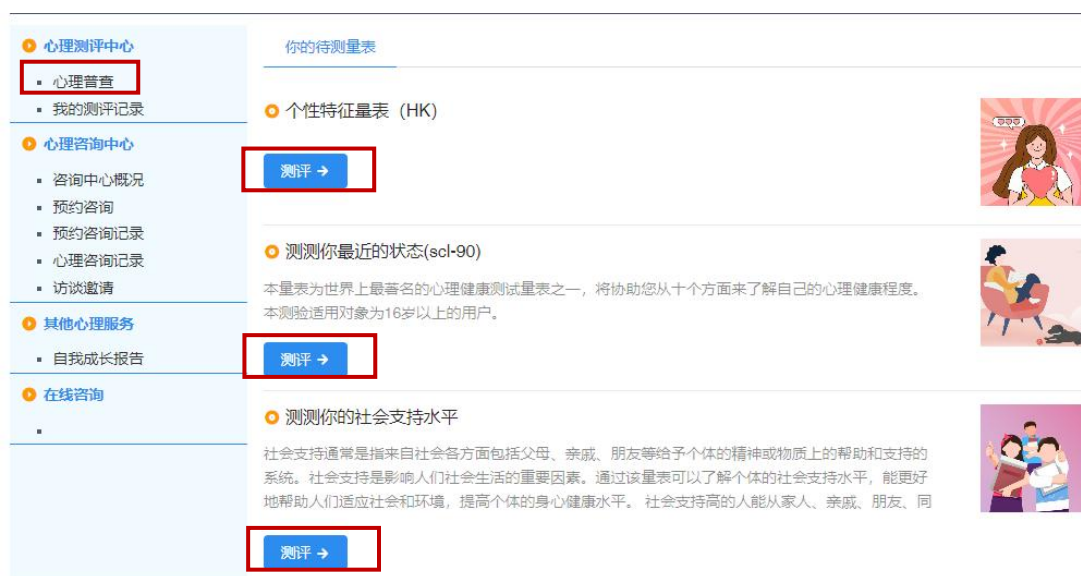 心理测评中心
心理普查
我的测评记录
心理咨询中心
咨询中心概况
预约咨询
预约咨询记录
心理咨询记录
访谈邀请
其他心理服务
自我成长报告
在线咨询
你的待测量表
个性特征量表（HK）
测评
测测你最近的状态(scl-90)
本量表为世界上最著名的心理健康测试量表之一，将协助您从十个方面来了解自己的心理健康程度。
本测验适用对象为16岁以上的用户。
测评
测测你的社会支持水平
社会支持通常是指来自社会各方面包括父母、亲戚、朋友等给予个体的精神或物质上的帮助和支持的
系统。社会支持是影响人们社会生活的重要因素。通过该量表可以了解个体的社会支持水平，能更好
地帮助人们适应社会和环境，提高个体的身心健康水平。 社会支持高的人能从家人、亲戚、朋友、同
测评